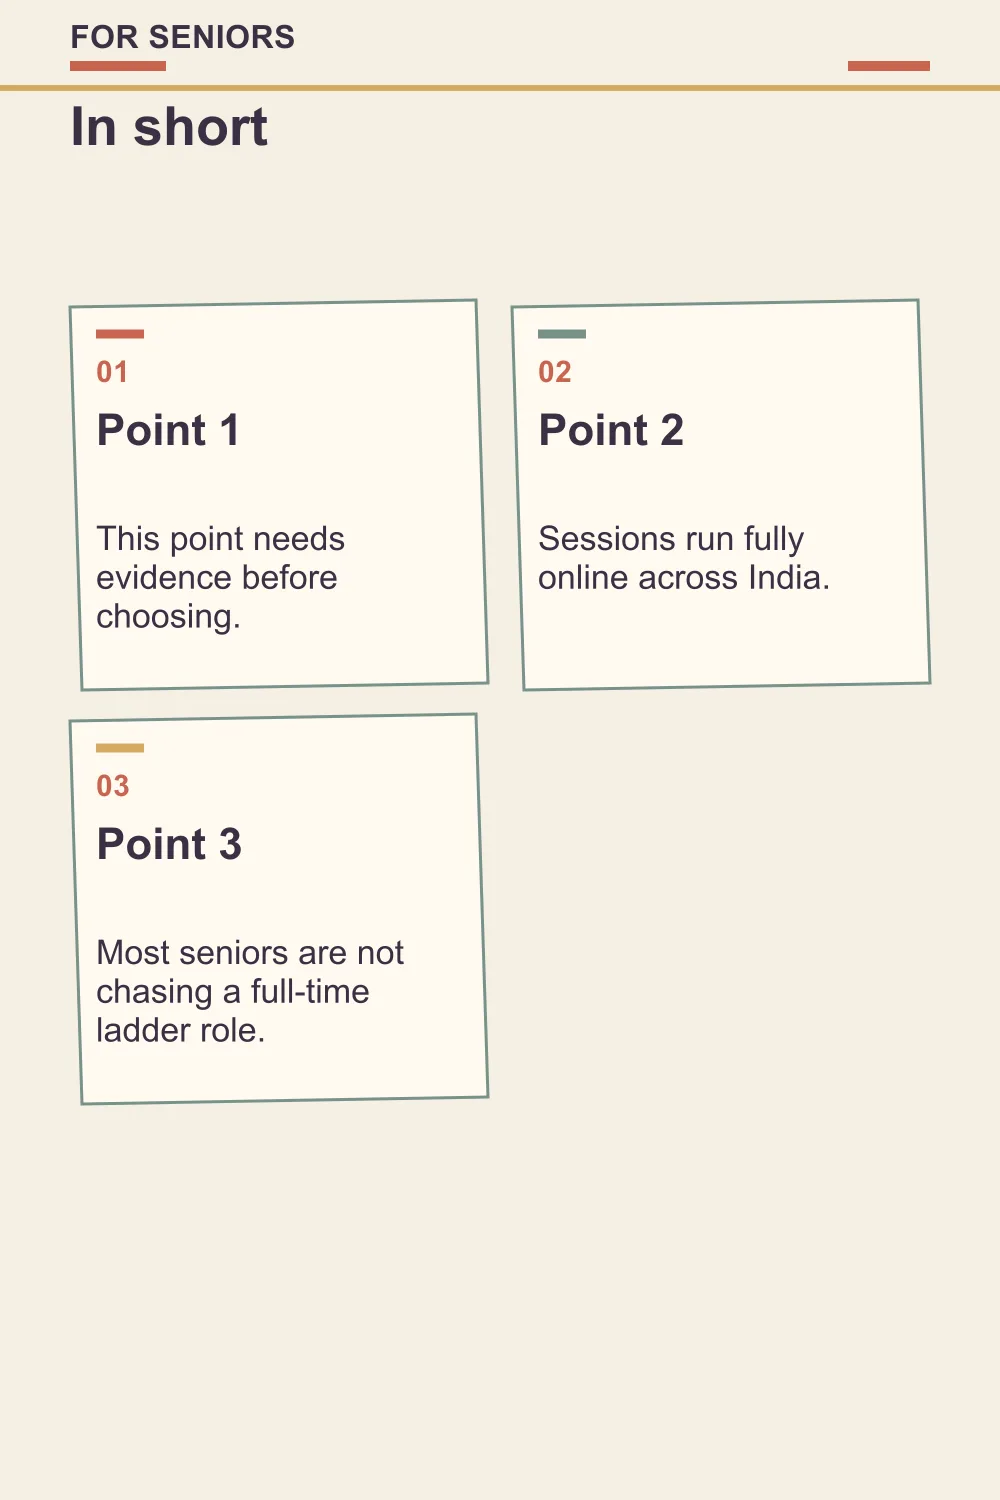 FOR SENIORS
In short
01
Point 1
This point needs
evidence before
choosing.
02
Point 2
Sessions run fully
online across India.
03
Point 3
Most seniors are not
chasing a full-time
ladder role.